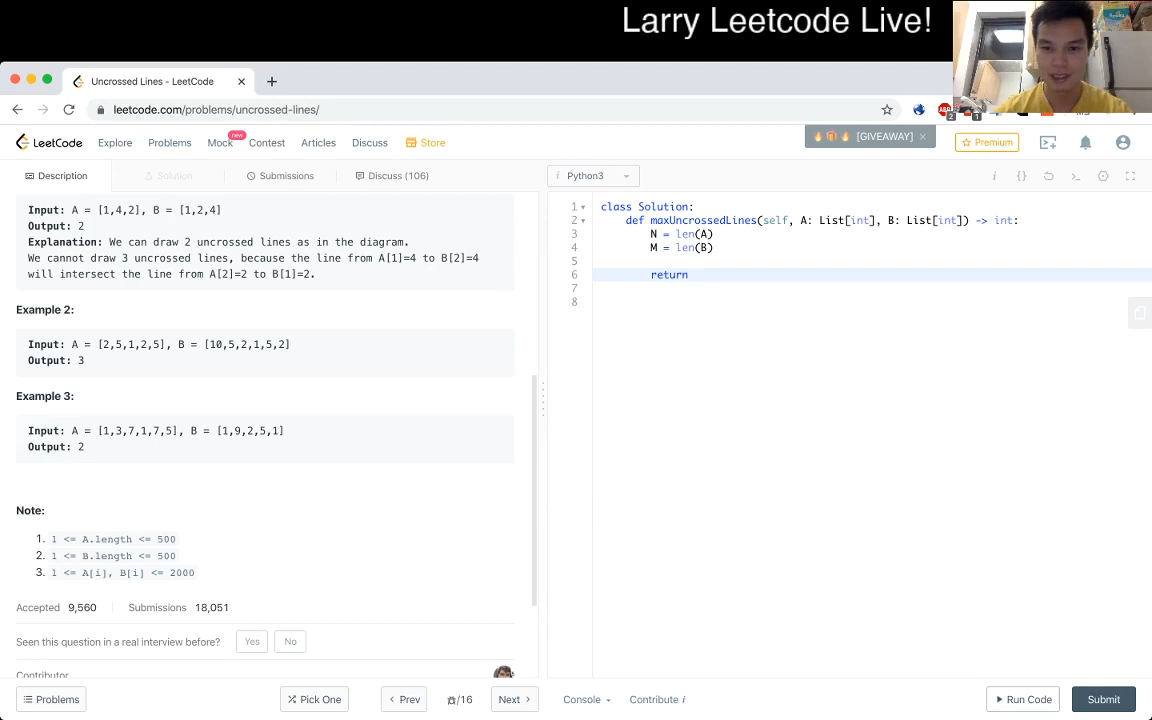 Larry Leetcode Live!
Uncrossed Lines - LeetCode
leetcode.com/problems/uncrossed-lines/
LeetCode
Explore
Problems
Mock
new
Contest
Articles
Discuss
Store
[GIVEAWAY]
Premium
Description
Solution
Submissions
Discuss (106)
Python3
Input: A = [1,4,2], B = [1,2,4]
Output: 2
Explanation: We can draw 2 uncrossed lines as in the diagram.
We cannot draw 3 uncrossed lines, because the line from A[1]=4 to B[2]=4
will intersect the line from A[2]=2 to B[1]=2.
Example 2:
Input: A = [2,5,1,2,5], B = [10,5,2,1,5,2]
Output: 3
Example 3:
Input: A = [1,3,7,1,7,5], B = [1,9,2,5,1]
Output: 2
Note:
1. 1 <= A.length <= 500
2. 1 <= B.length <= 500
3. 1 <= A[i], B[i] <= 2000
Accepted 9,560
Submissions 18,051
Seen this question in a real interview before?
Yes
No
Contributor
1 class Solution:
2 def maxUncrossedLines(self, A: List[int], B: List[int]) -> int:
3 N = len(A)
4 M = len(B)
5
6 return
7
8
Problems
Pick One
Prev
/16
Next
Console
Contribute i
Run Code
Submit